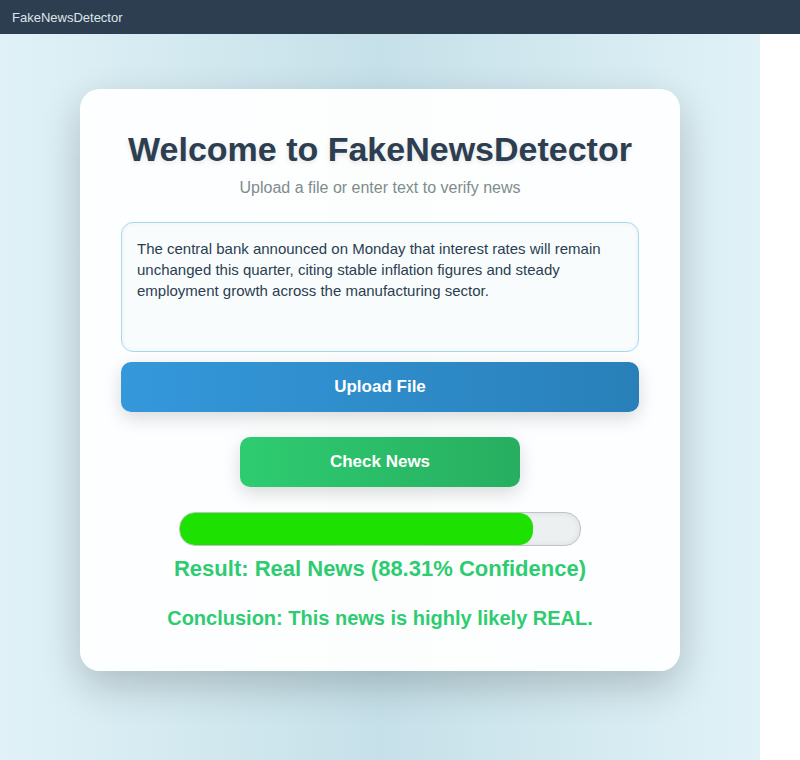 FakeNewsDetector
Welcome to FakeNewsDetector
Upload a file or enter text to verify news
The central bank announced on Monday that interest rates will remain
unchanged this quarter, citing stable inflation figures and steady
employment growth across the manufacturing sector.
Upload File
Check News
Result: Real News (88.31% Confidence)
Conclusion: This news is highly likely REAL.